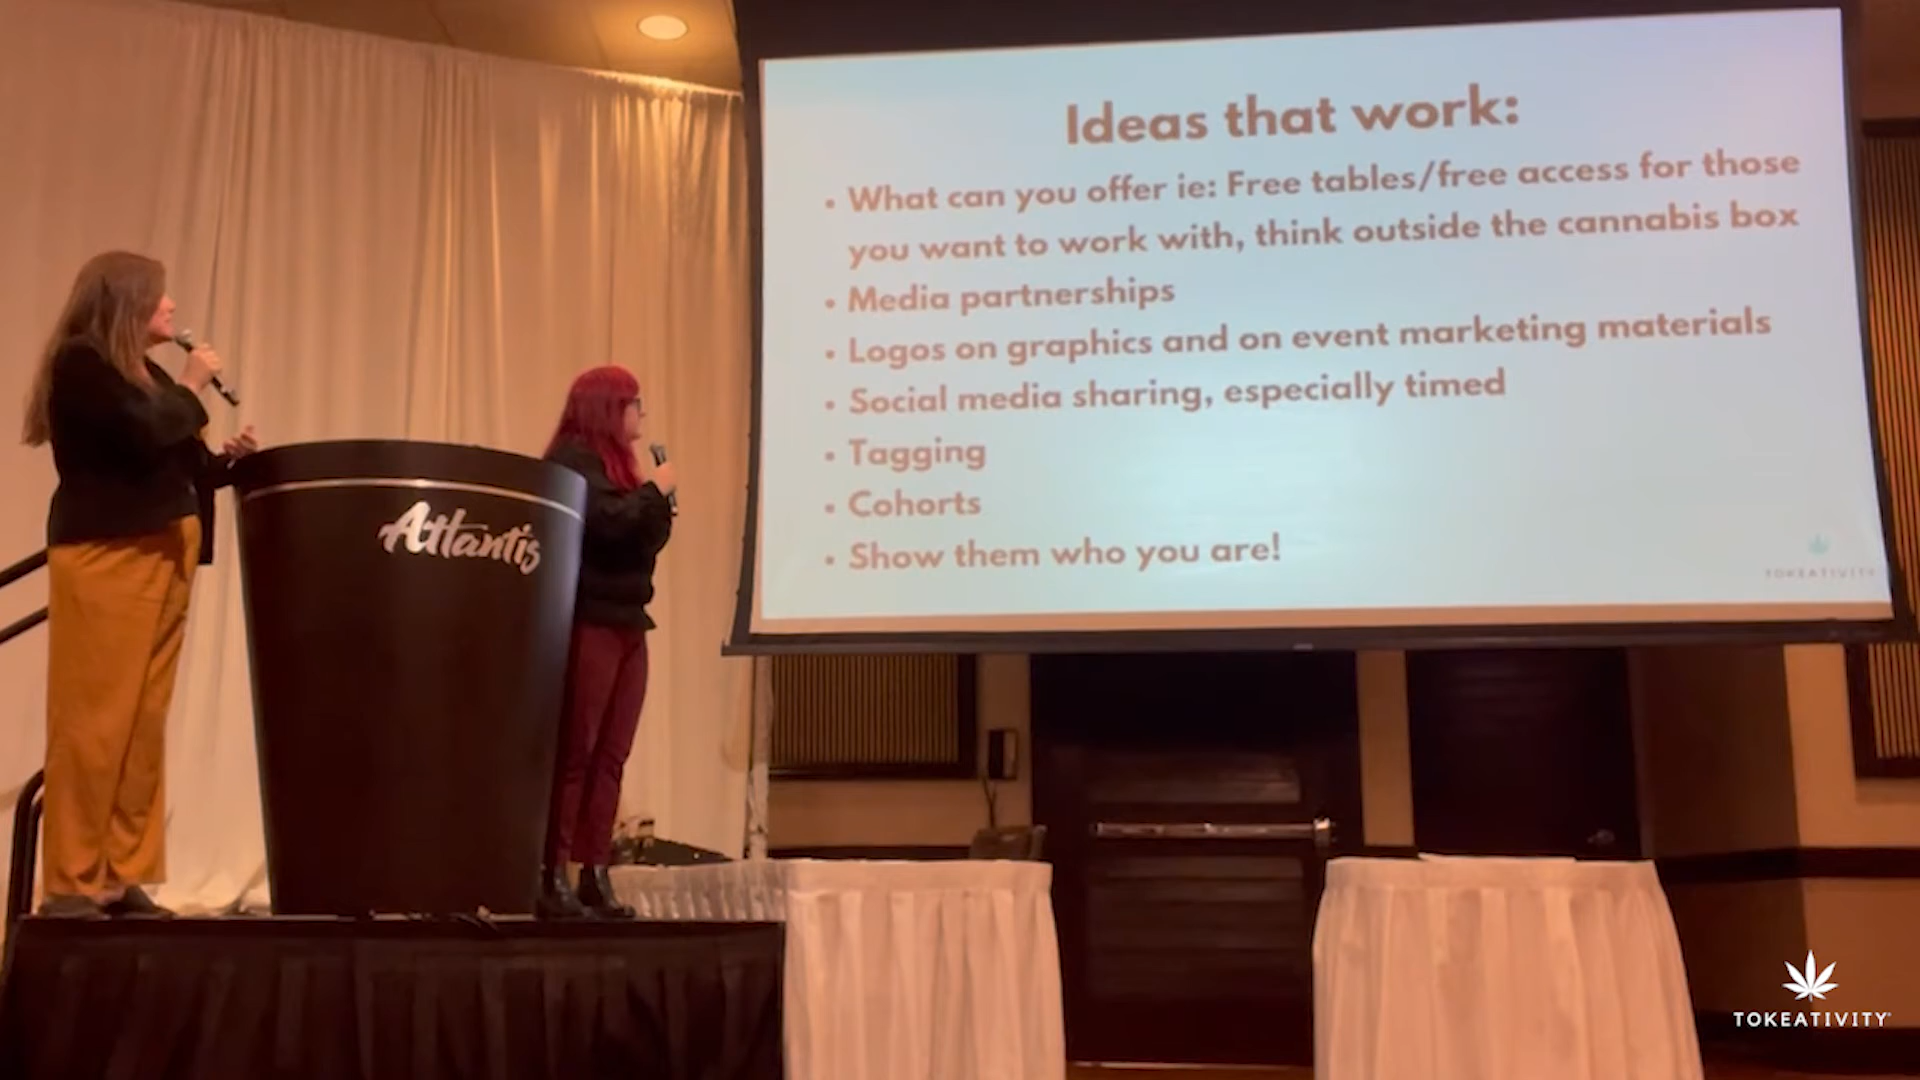 Ideas that work:
• What can you offer ie: Free tables/free access for those
you want to work with, think outside the cannabis box
• Media partnerships
• Logos on graphics and on event marketing materials
• Social media sharing, especially timed
• Tagging
• Cohorts
• Show them who you are!
TOKEATIVITY
Atlantis
TOKEATIVITY